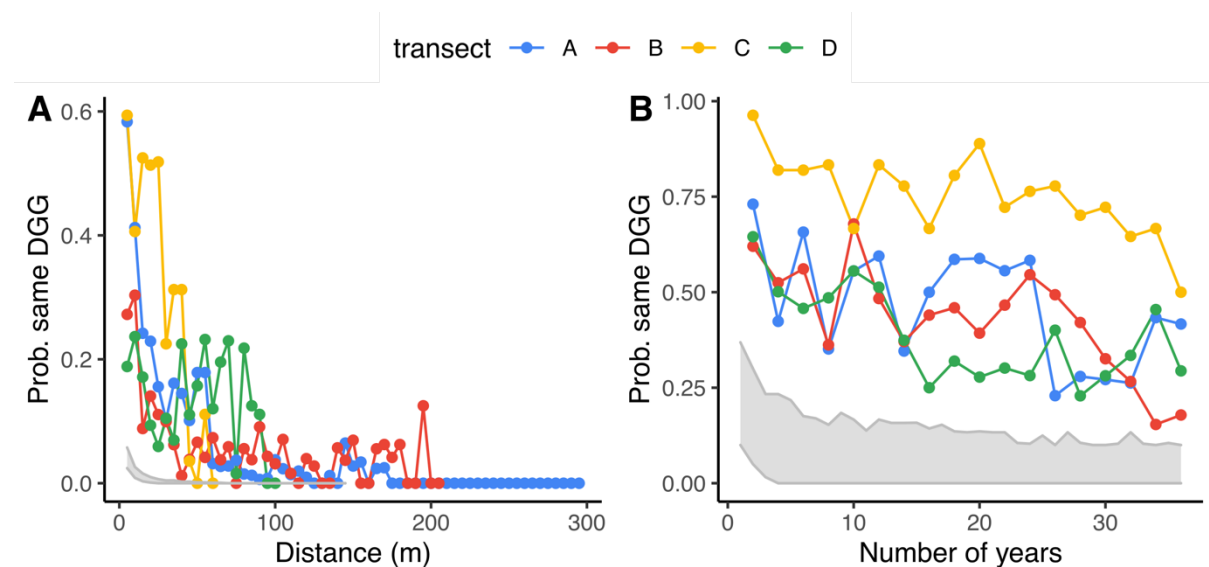 transect A B C D
A
B
Prob. same DGG
0.6
0.4
0.2
0.0
0
100
200
300
Distance (m)
Prob. same DGG
1.00
0.75
0.50
0.25
0.00
0
10
20
30
Number of years